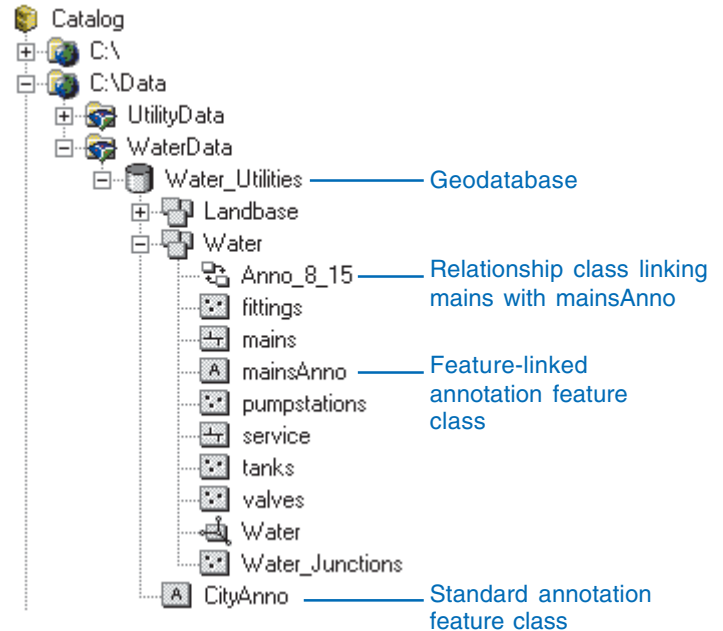 Catalog
C:\
C:\Data
UtilityData
WaterData
Water_Utilities
Geodatabase
Landbase
Water
Anno_8_15
Relationship class linking
mains with mainsAnno
fittings
mains
mainsAnno
Feature-linked
annotation feature
class
pumpstations
service
tanks
valves
Water
Water_Junctions
CityAnno
Standard annotation
feature class